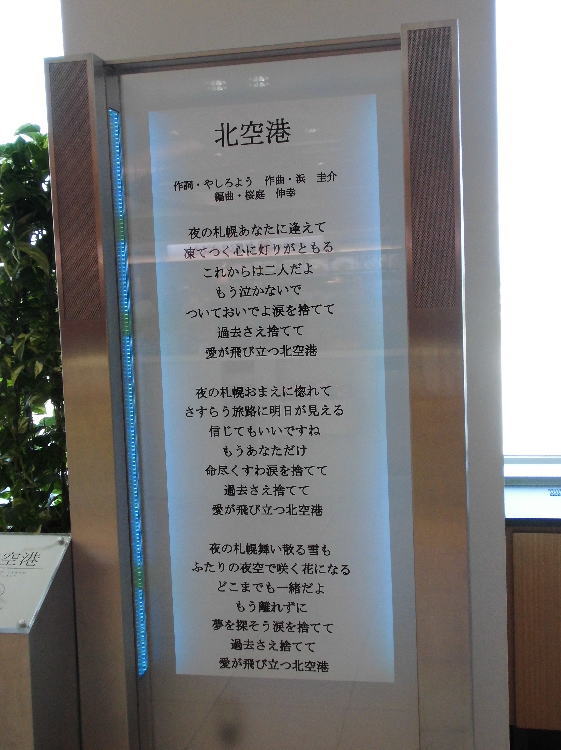 北空港
作詞・やしろよう 作曲・浜 圭介
編曲・桜庭 伸幸
夜の札幌あなたに逢えて
凍てつく心に灯りがともる
これからは二人だよ
もう泣かないで
ついておいでよ涙を捨てて
過去さえ捨てて
愛が飛び立つ北空港
夜の札幌おまえに惚れて
さすらう旅路に明日が見える
信じてもいいですね
もうあなただけ
命尽くすわ涙を捨てて
過去さえ捨てて
愛が飛び立つ北空港
夜の札幌舞い散る雪も
ふたりの夜空で咲く花になる
どこまでも一緒だよ
もう離れずに
夢を探そう涙を捨てて
過去さえ捨てて
愛が飛び立つ北空港
空港